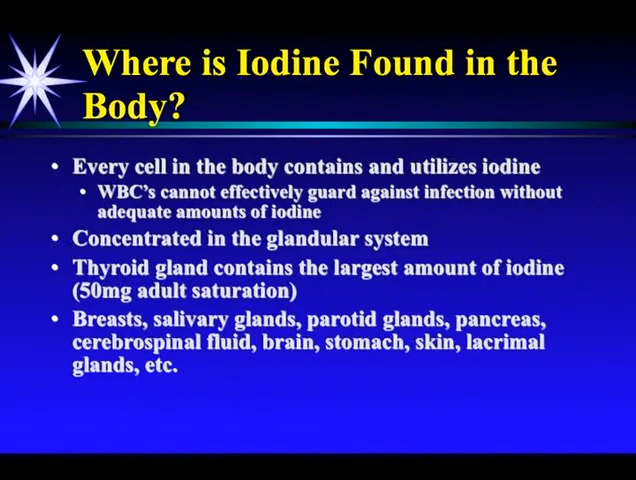 Where is Iodine Found in the
Body?
• Every cell in the body contains and utilizes iodine
• WBC's cannot effectively guard against infection without
adequate amounts of iodine
• Concentrated in the glandular system
• Thyroid gland contains the largest amount of iodine
(50mg adult saturation)
• Breasts, salivary glands, parotid glands, pancreas,
cerebrospinal fluid, brain, stomach, skin, lacrimal
glands, etc.